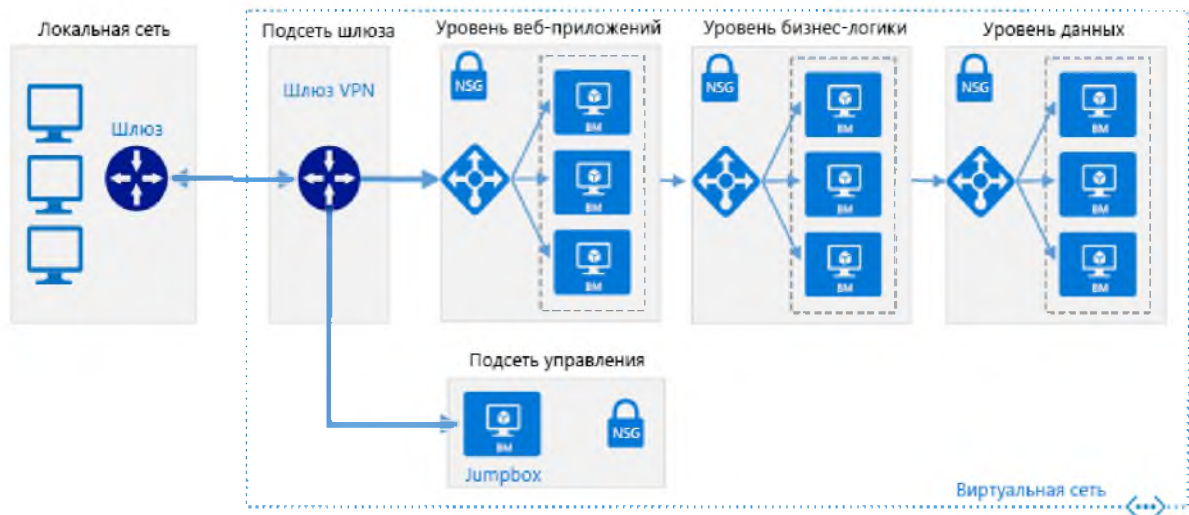 Локальная сеть
Подсеть шлюза
Уровень веб-приложений
Уровень бизнес-логики
Уровень данных
Шлюз VPN
NSG
NSG
NSG
Шлюз
ВМ
ВМ
ВМ
ВМ
ВМ
ВМ
ВМ
ВМ
ВМ
Подсеть управления
ВМ
NSG
Jumpbox
Виртуальная сеть